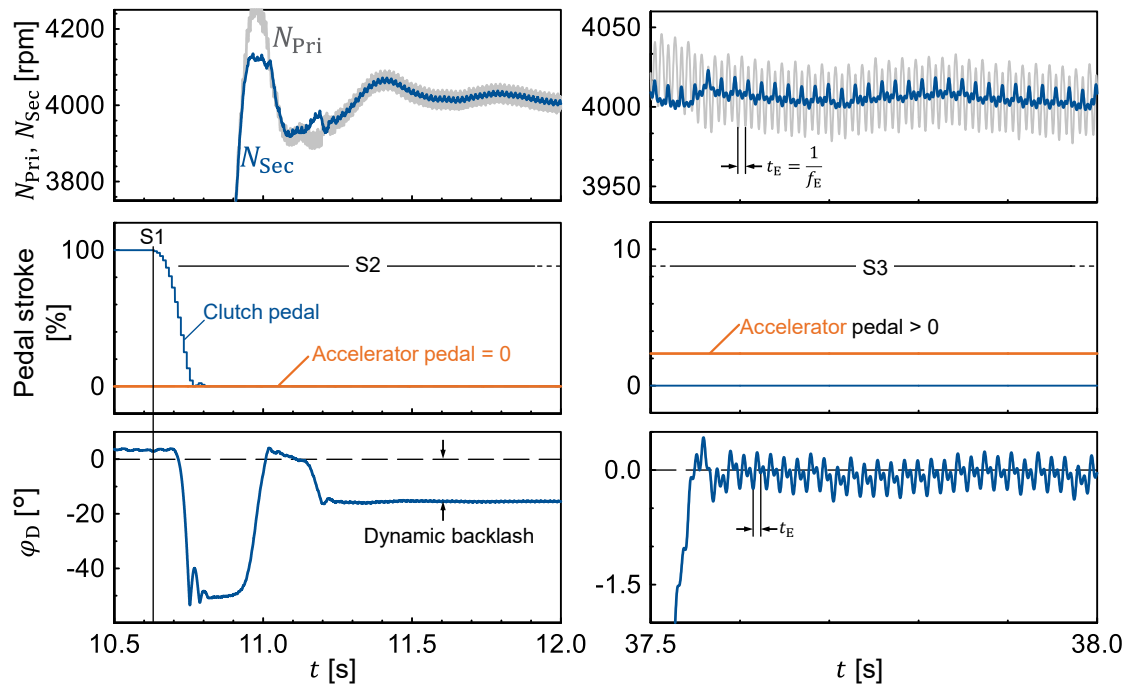 N_Pri, N_Sec [rpm]
4200
4000
3800
N_Pri
N_Sec
4050
4000
3950
t_E = 1/f_E
Pedal stroke
[%]
100
0
S1
S2
Clutch pedal
Accelerator pedal = 0
10
0
S3
Accelerator pedal > 0
φ_D [º]
0
-20
-40
Dynamic backlash
0.0
-1.5
t_E
10.5 11.0 11.5 12.0
t [s]
37.5 38.0
t [s]